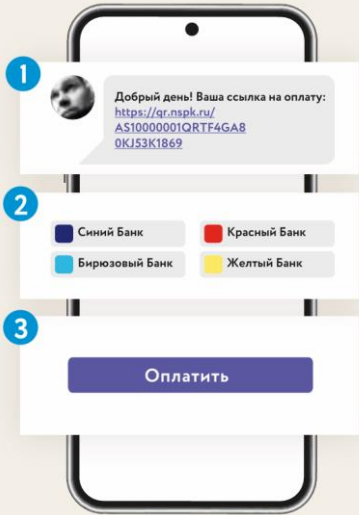 1
Добрый день! Ваша ссылка на оплату:
https://qr.nspk.ru/
AS10000001QRTF4GA8
0KJ53K1869
2
Синий Банк
Красный Банк
Бирюзовый Банк
Желтый Банк
3
Оплатить